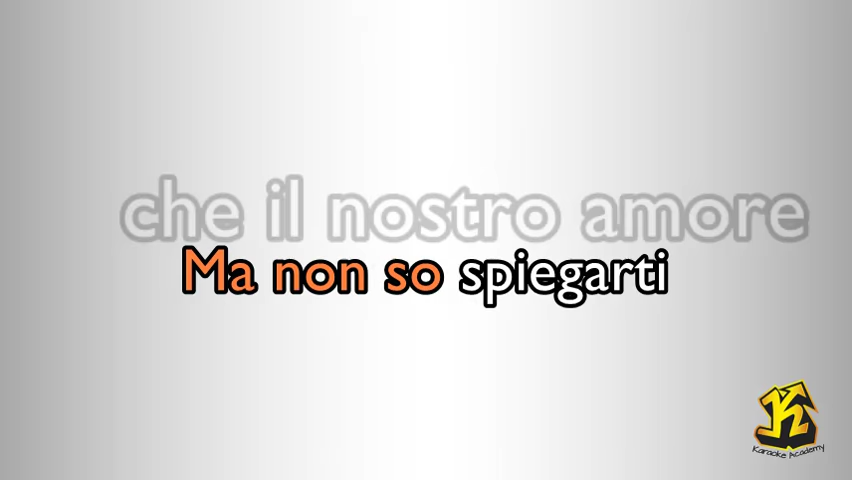 che il nostro amore
Ma non so spiegarti
K
Karaoke Academy